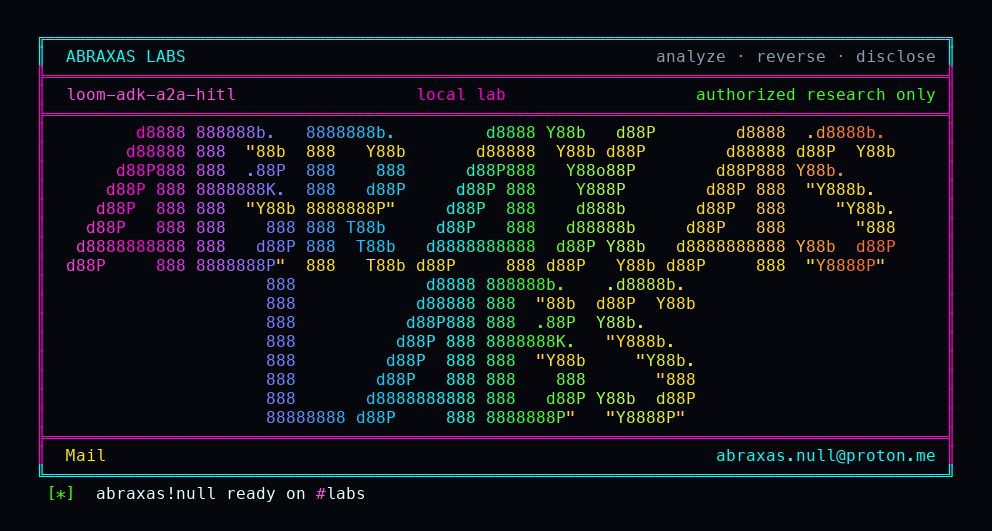 ABRAXAS LABS analyze · reverse · disclose
loom–adk–a2a–hitl local lab authorized research only
ABRAXAS
LABS
Mail abraxas.null@proton.me
[*] abraxas!null ready on #labs